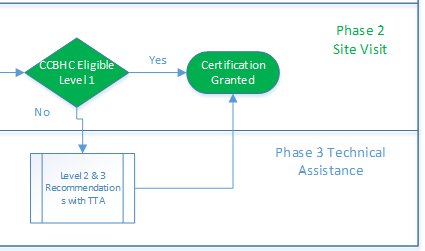 Phase 2
Site Visit
CCBHC Eligible
Level 1
Yes
Certification
Granted
No
Phase 3 Technical
Assistance
Level 2 & 3
Recommendation
s with TTA